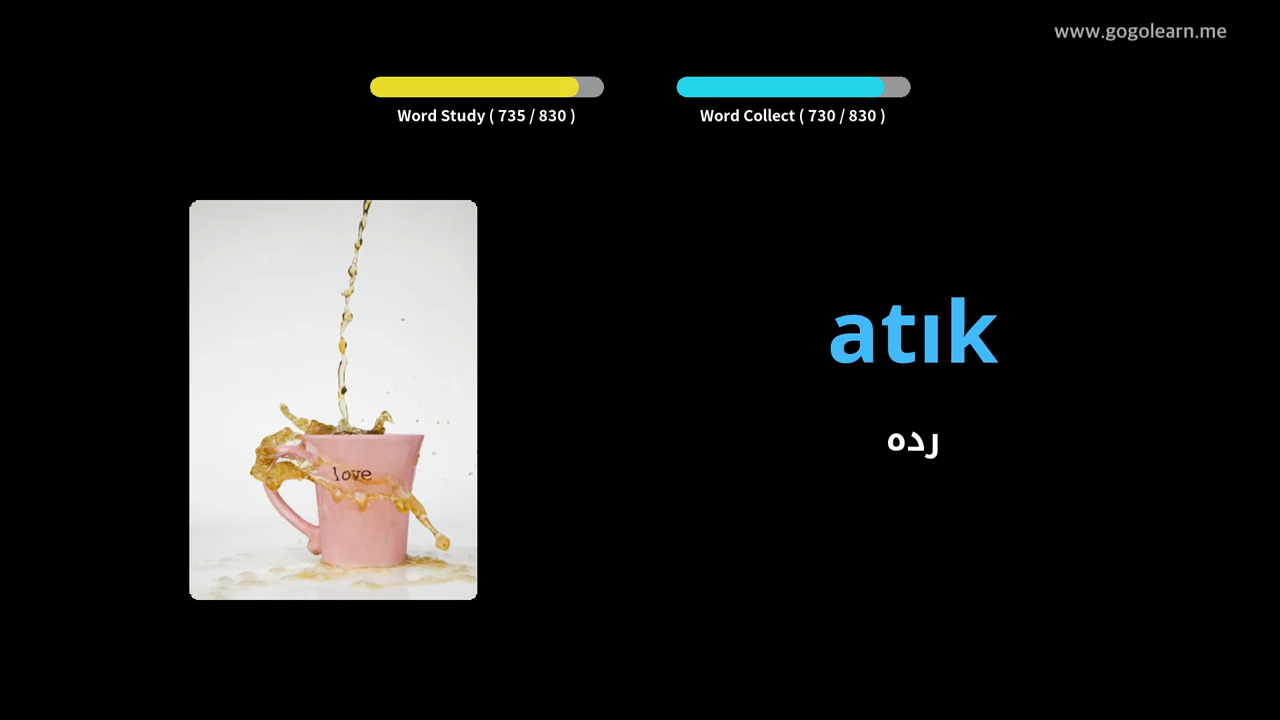 www.gogolearn.me
Word Study ( 735 / 830 )
Word Collect ( 730 / 830 )
love
atık
رده